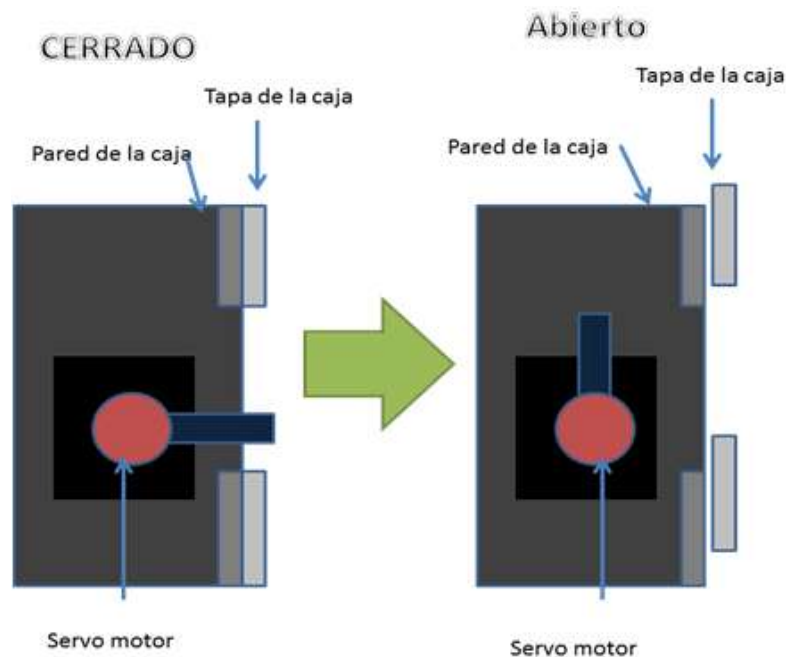 CERRADO
Tapa de la caja
Pared de la caja
Servo motor
Abierto
Tapa de la caja
Pared de la caja
Servo motor